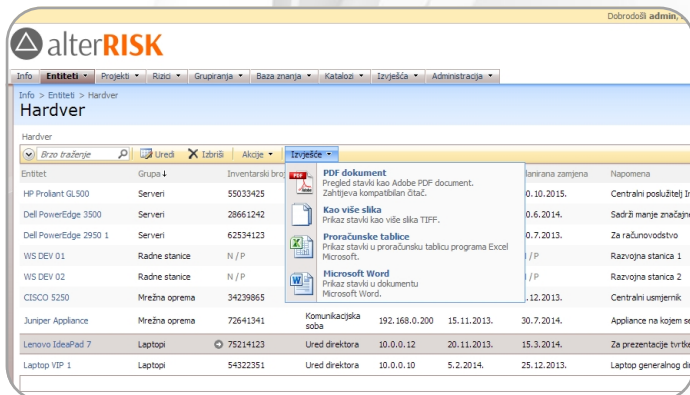 Dobrodošli admin,
alterRISK
Info Entiteti Projekti Rizici Grupiranja Baza znanja Katalozi Izvješća Administracija
Info > Entiteti > Hardver
Hardver
Hardver
Brzo traženje Uredi Izbriši Akcije Izvješće
Entitet Grupa Inventarski broj planirana zamjena Napomena
PDF dokument
Pregled stavki kao Adobe PDF dokument.
Zahtijeva kompatibilan čitač.
HP Proliant GL500 Serveri 55033425 0.10.2015. Centralni poslužitelj
Kao više slika
Prikaz stavki kao više slika TIFF.
Dell PowerEdge 3500 Serveri 28661242 0.6.2014. Sadrži manje
Proračunske tablice
Prikaz stavki u proračunsku tablicu programa Excel
Microsoft.
Dell PowerEdge 2950 1 Serveri 62534123 0.7.2013. Za računovodstvo
WS DEV 01 Radne stanice N / P / P Razvojna stanica 1
Microsoft Word
Prikaz stavki u dokumentu
Microsoft Word.
WS DEV 02 Radne stanice N / P / P Razvojna stanica 2
CISCO 5250 Mrežna oprema 34239865 .12.2013. Centralni usmjernik
Juniper Appliance Mrežna oprema 72641341 Komunikacijska soba 192.168.0.200 15.11.2013. 30.7.2014. Appliance na kojem
Lenovo IdeaPad 7 Laptopi 75214123 Ured direktora 10.0.0.12 20.11.2013. 15.3.2014. Za prezentacije tvrtke
Laptop VIP 1 Laptopi 54322351 Ured direktora 10.0.0.10 5.2.2014. 25.12.2013. Laptop generalnog